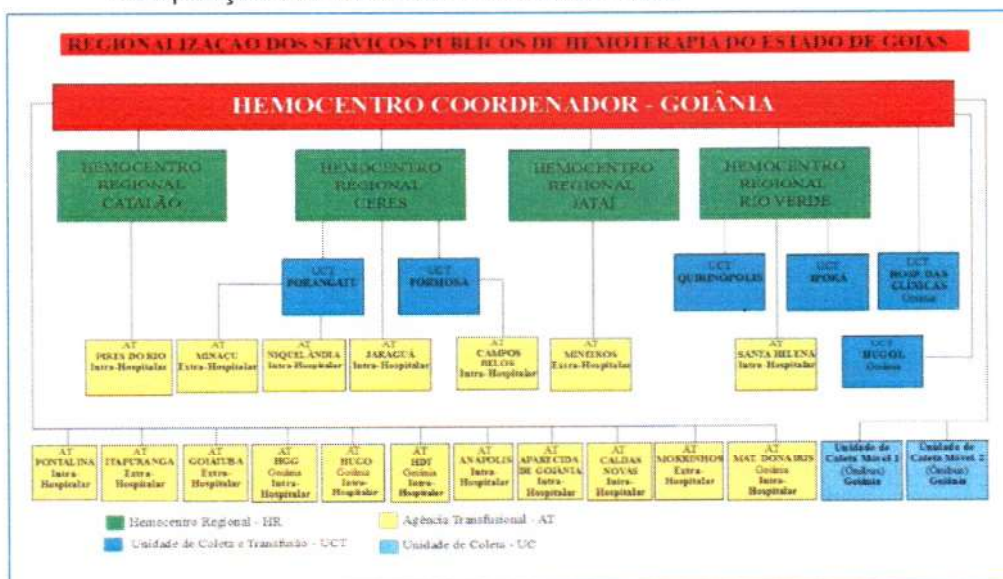 REGIONALIZAÇÃO DOS SERVIÇOS PÚBLICOS DE HEMOTERAPIA DO ESTADO DE GOIÁS
HEMOCENTRO COORDENADOR - GOIÂNIA
HEMOCENTRO
REGIONAL
CATALÃO
HEMOCENTRO
REGIONAL
CERES
HEMOCENTRO
REGIONAL
JATAÍ
HEMOCENTRO
REGIONAL
RIO VERDE
UCT
PORANGATU
UCT
FORMOSA
UCT
QUIRINÓPOLIS
UCT
IPORÁ
UCT
HOSP. DAS
CLÍNICAS
Goiânia
AT
PIRES DO RIO
Intra-Hospitalar
AT
MINAÇU
Extra-Hospitalar
AT
NIQUELÂNDIA
Intra-Hospitalar
AT
JARAGUÁ
Intra-Hospitalar
AT
CAMPOS
BELOS
Intra-Hospitalar
AT
MINEIROS
Extra-Hospitalar
AT
SANTA HELENA
Intra-Hospitalar
UCT
HUGOL
Goiânia
AT
PONTALINA
Intra-
Hospitalar
AT
ITAPURANGA
Extra-
Hospitalar
AT
GOIATUBA
Extra-
Hospitalar
AT
HGG
Goiânia
Intra-
Hospitalar
AT
HUGO
Goiânia
Intra-
Hospitalar
AT
HDT
Goiânia
Intra-
Hospitalar
AT
ANÁPOLIS
Intra-
Hospitalar
AT
APARECIDA
DE GOIÂNIA
Intra-
Hospitalar
AT
CALDAS
NOVAS
Intra-
Hospitalar
AT
MORRINHOS
Extra-
Hospitalar
AT
MAT. DONA IRIS
Goiânia
Intra-
Hospitalar
Unidade de
Coleta Móvel 1
(Ônibus)
Goiânia
Unidade de
Coleta Móvel 2
(Ônibus)
Goiânia
Hemocentro Regional - HR
Agência Transfusional - AT
Unidade de Coleta e Transfusão - UCT
Unidade de Coleta - UC